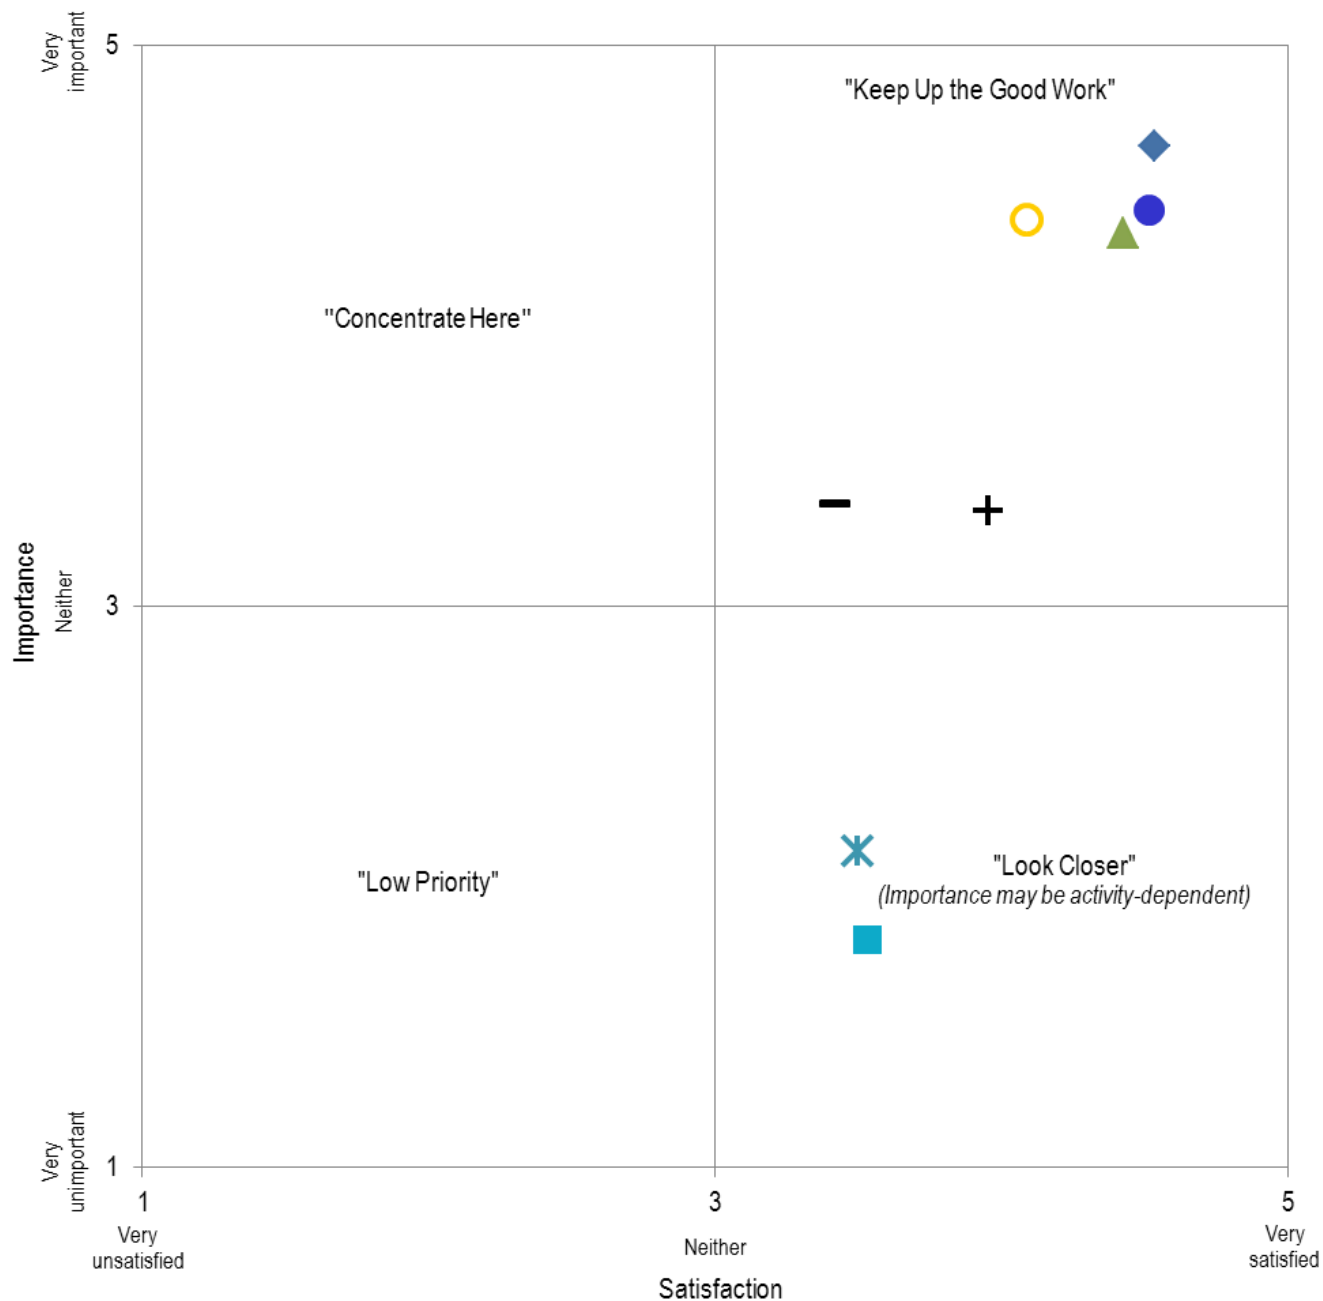 Very
important
5
"Keep Up the Good Work"
"Concentrate Here"
Importance
Neither
3
"Low Priority"
"Look Closer"
(Importance may be activity-dependent)
Very
unimportant
1
1
3
5
Very
unsatisfied
Neither
Very
satisfied
Satisfaction